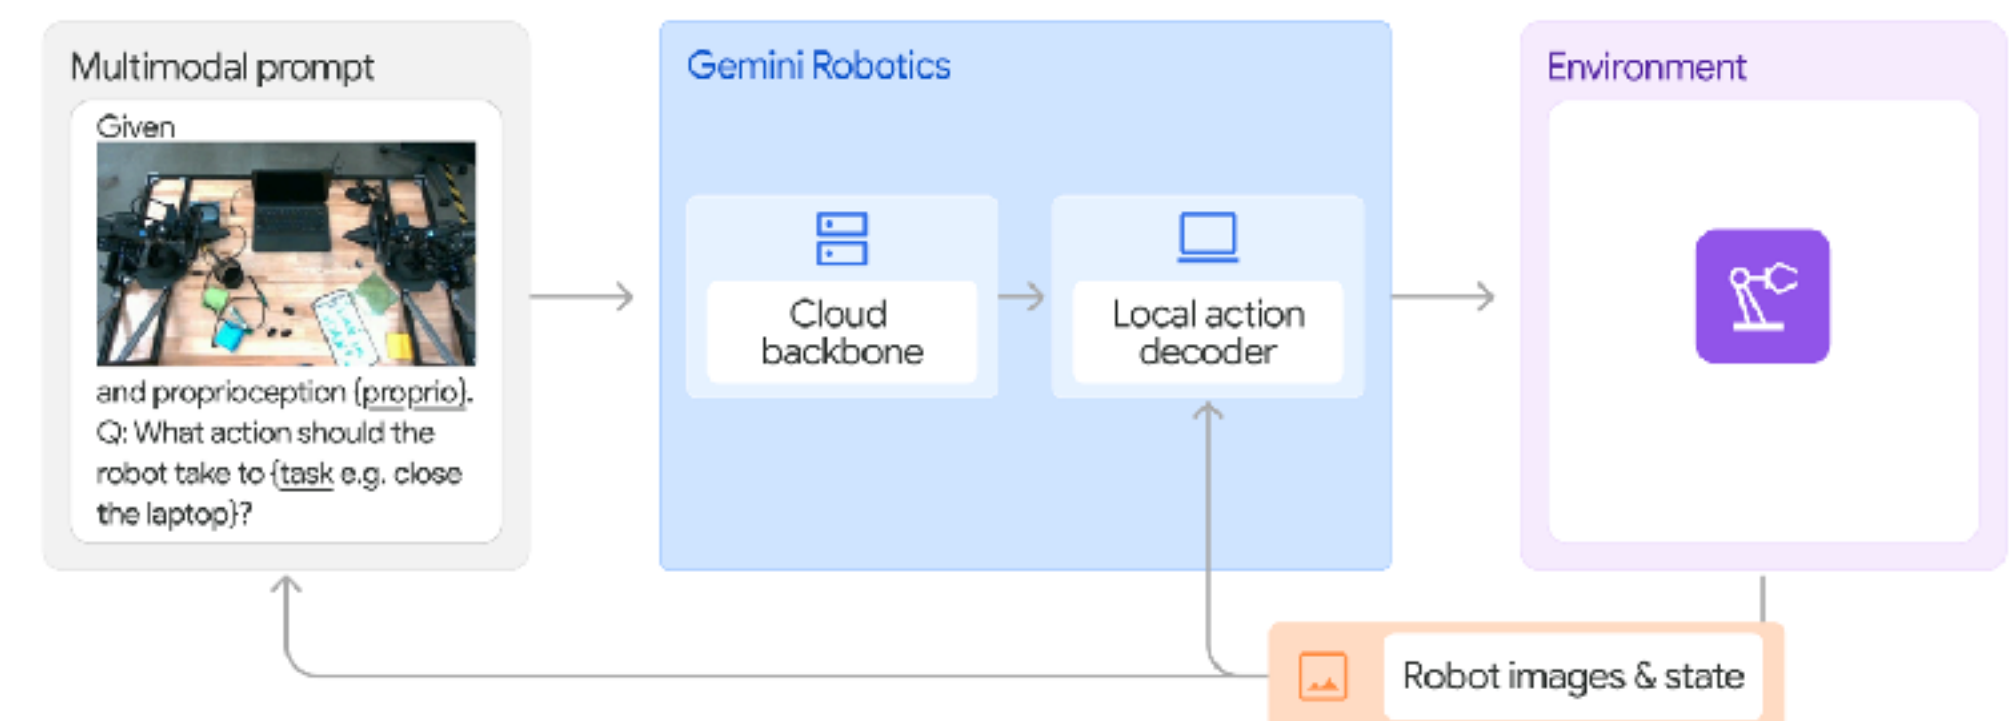 Multimodal prompt
Given
and proprioception {proprio}.
Q: What action should the
robot take to {task e.g. close
the laptop}?
Gemini Robotics
Cloud
backbone
Local action
decoder
Environment
Robot images & state